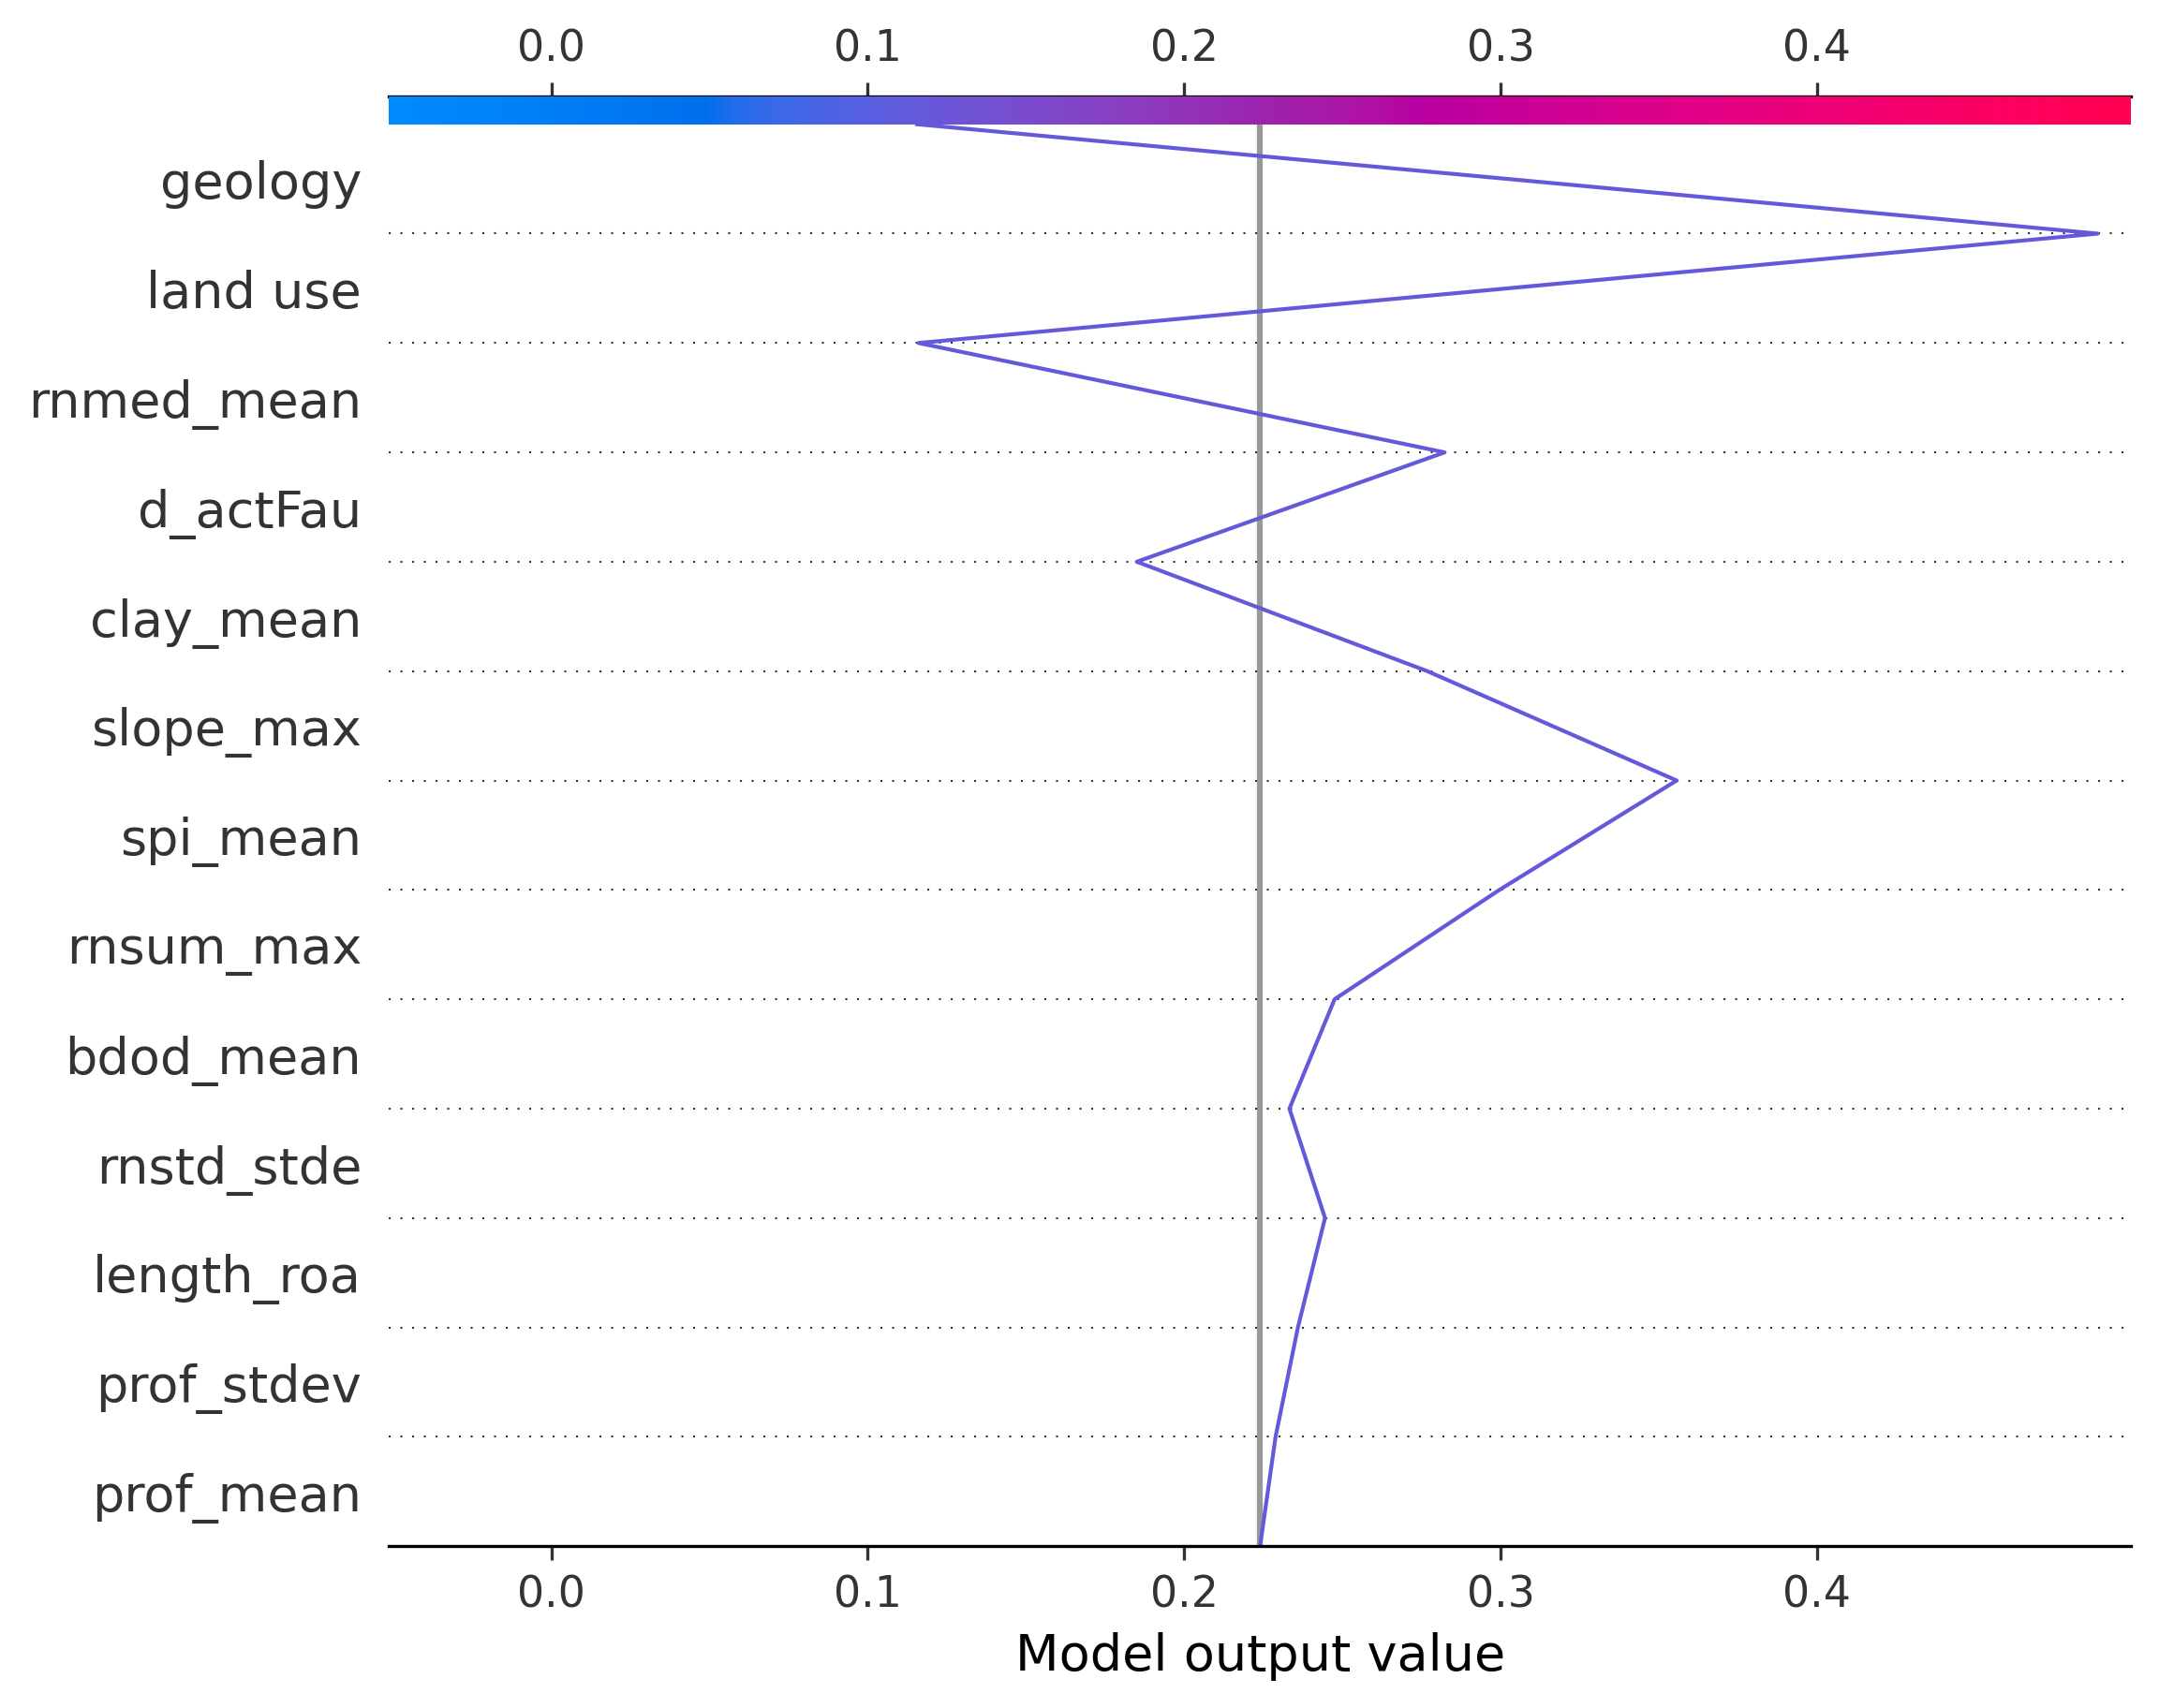 0.0 0.1 0.2 0.3 0.4
geology
land use
rnmed_mean
d_actFau
clay_mean
slope_max
spi_mean
rnsum_max
bdod_mean
rnstd_stde
length_roa
prof_stdev
prof_mean
0.0 0.1 0.2 0.3 0.4
Model output value